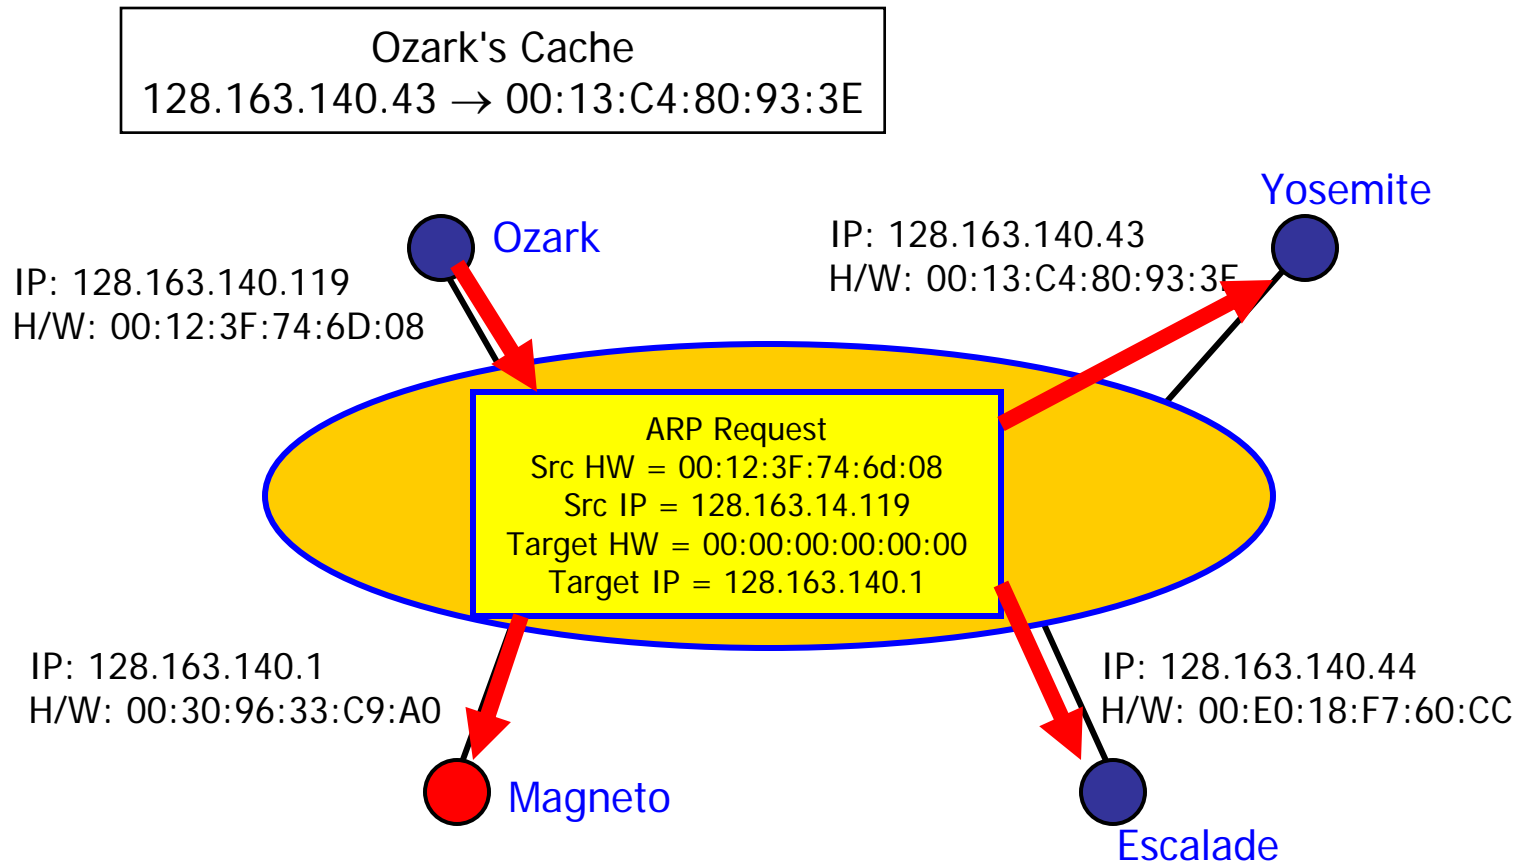 Ozark's Cache
128.163.140.43 → 00:13:C4:80:93:3E
Yosemite
Ozark
IP: 128.163.140.43
H/W: 00:13:C4:80:93:3E
IP: 128.163.140.119
H/W: 00:12:3F:74:6D:08
ARP Request
Src HW = 00:12:3F:74:6d:08
Src IP = 128.163.14.119
Target HW = 00:00:00:00:00:00
Target IP = 128.163.140.1
IP: 128.163.140.1
H/W: 00:30:96:33:C9:A0
IP: 128.163.140.44
H/W: 00:E0:18:F7:60:CC
Magneto
Escalade